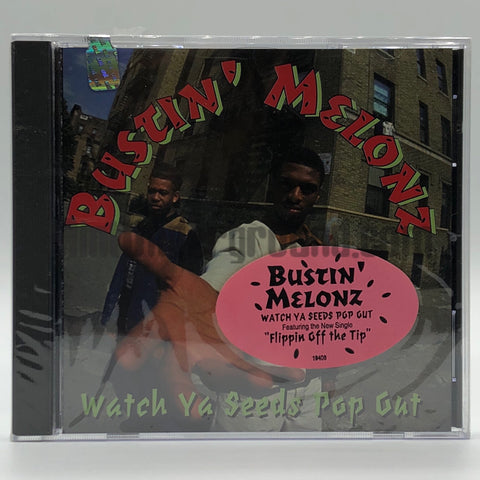 BUSTIN' MELONZ
BUSTIN'
MELONZ
WATCH YA SEEDS POP OUT
Featuring the New Single
"Flippin Off the Tip"
18409
Watch Ya Seeds Pop Out